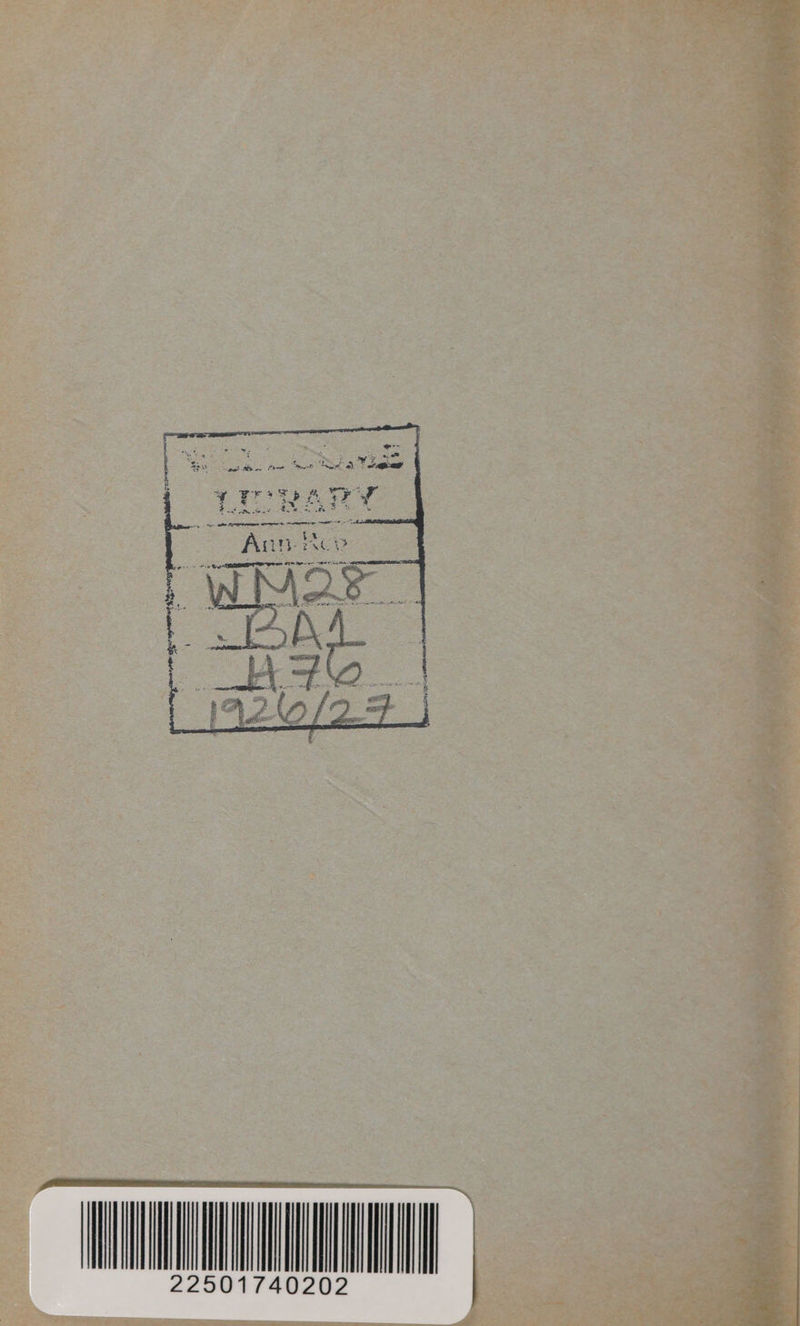 LIBRARY
Ann Rep
WM28
.BA1
H76
1926/27
22501740202